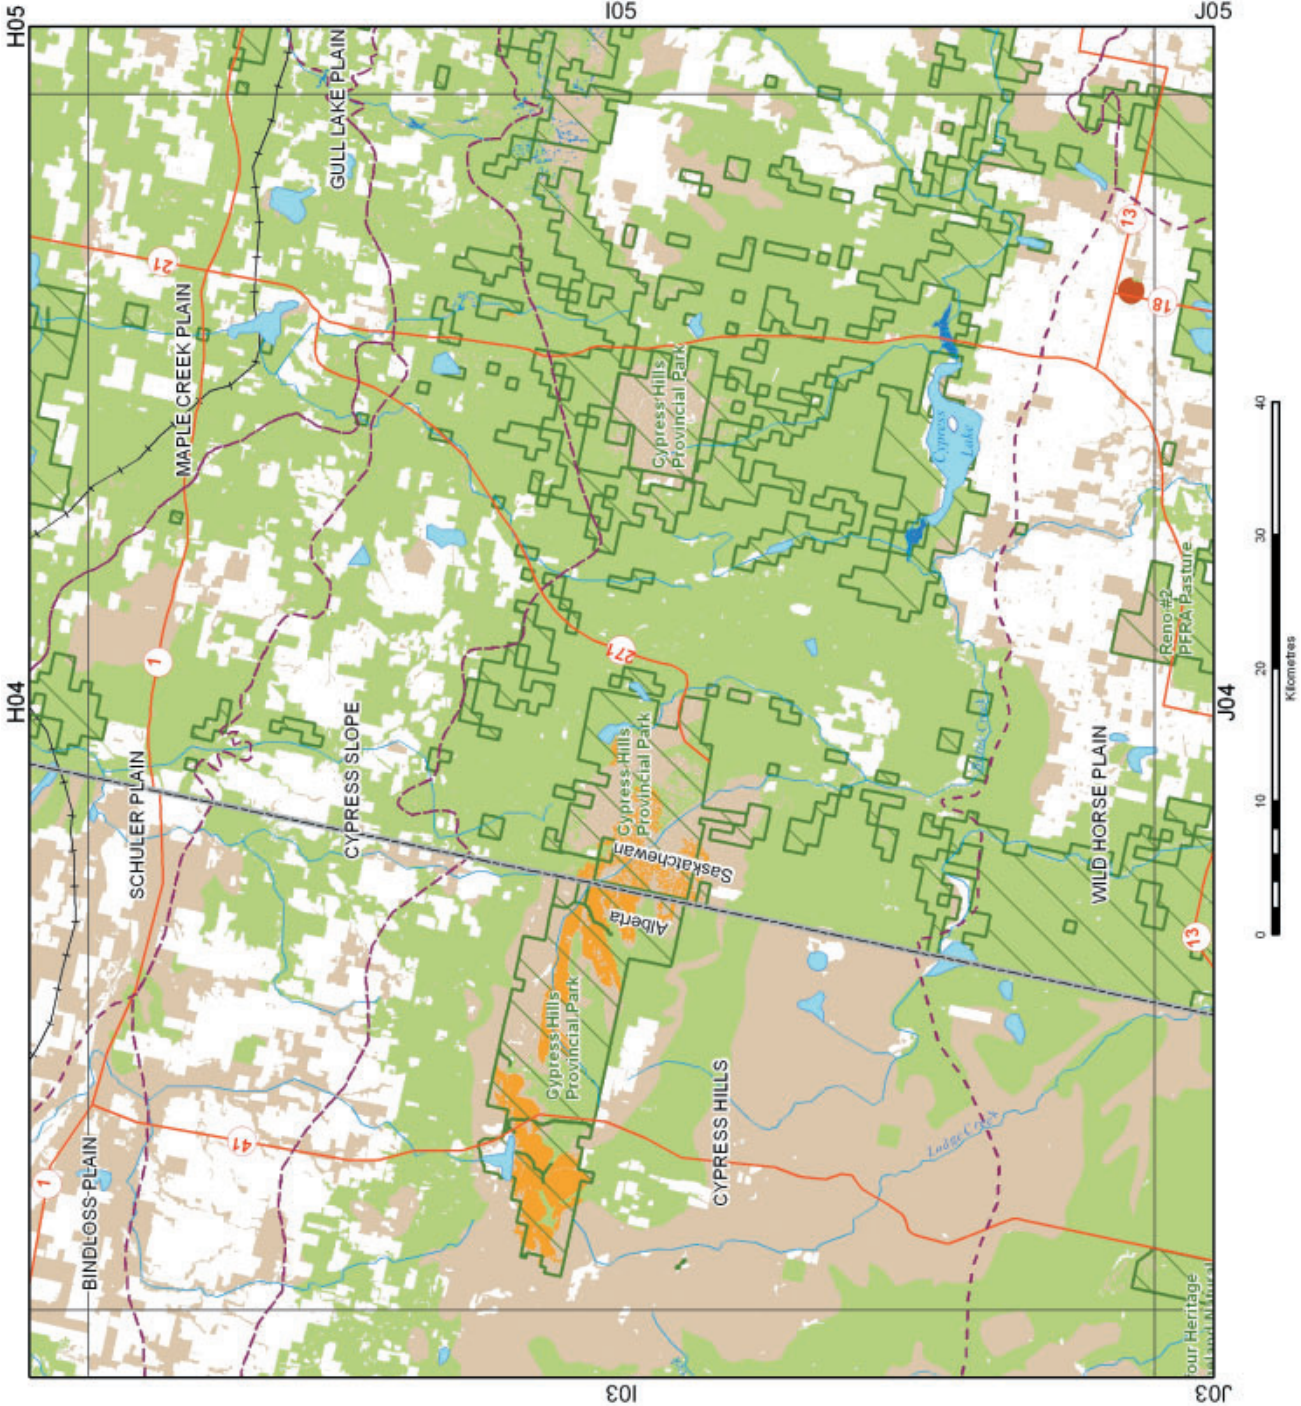 H05
I05
J05
GULL LAKE PLAIN
21
13
18
MAPLE CREEK PLAIN
Cypress Hills
Provincial Park
Cypress
Lake
40
30
1
271
Reno #2
PFRA Pasture
20
Kilometres
H04
J04
SCHULER PLAIN
CYPRESS SLOPE
Cypress Hills
Provincial Park
WILD HORSE PLAIN
10
Saskatchewan
Alberta
13
0
Cypress Hills
Provincial Park
CYPRESS HILLS
41
1
BINDLOSS PLAIN
Lodge Creek
four Heritage
I03
J03